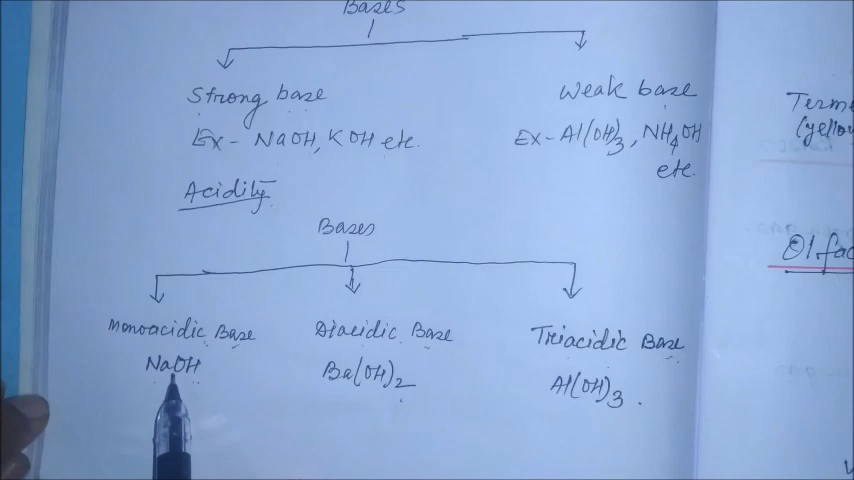 Bases
Strong base
Weak base
Ex - NaOH, KOH etc.
Ex - Al(OH)3, NH4OH
etc.
Acidity
Bases
Monoacidic Base
Diacidic Base
Triacidic Base
NaOH
Ba(OH)2
Al(OH)3.